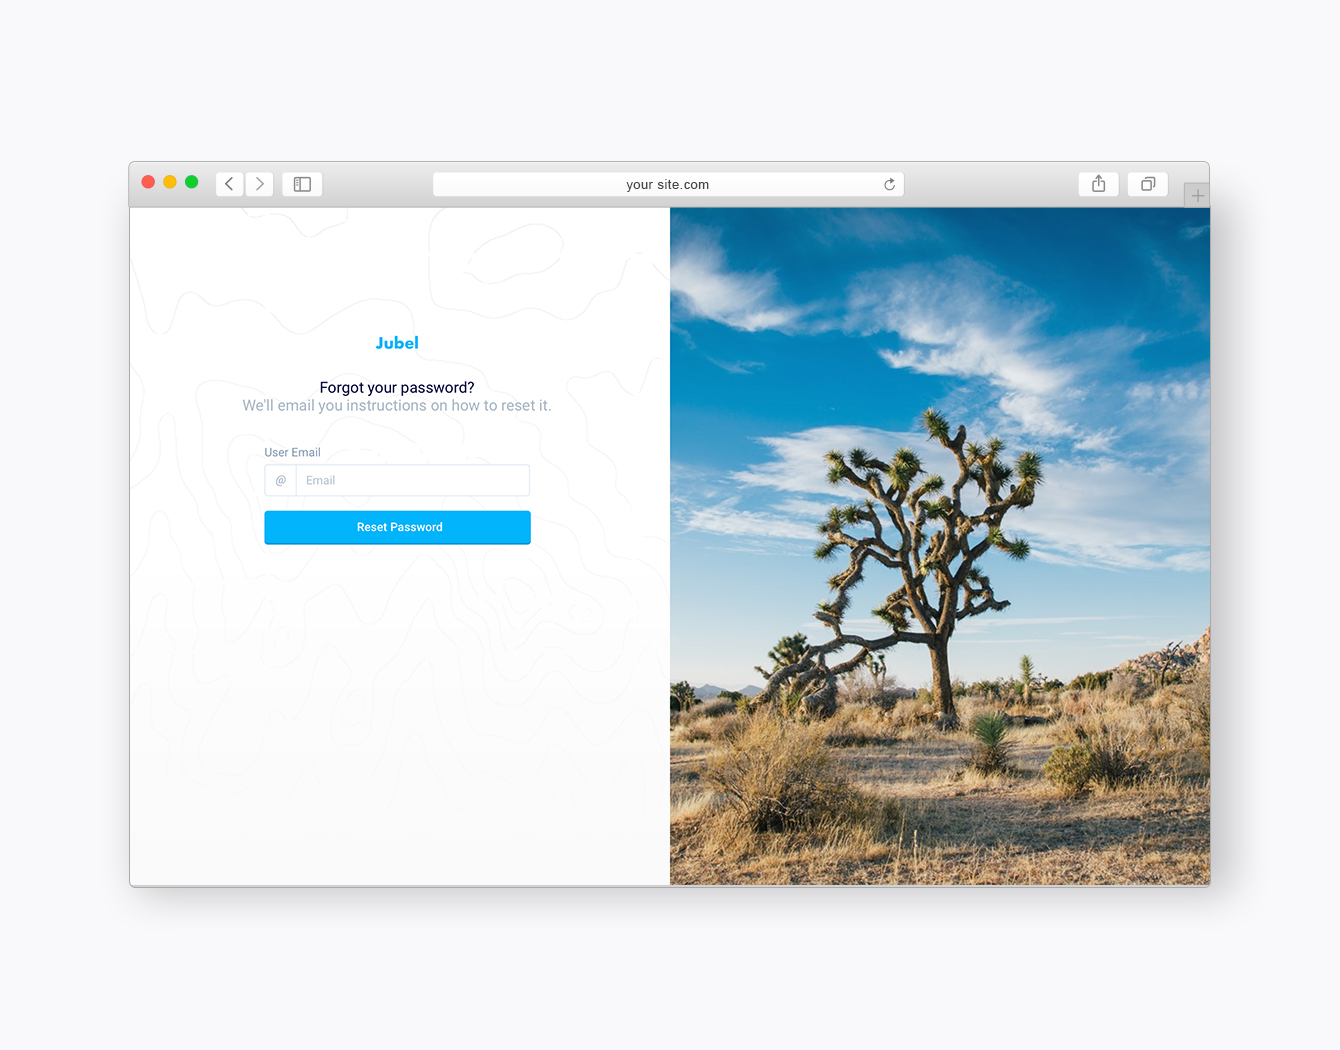 your site.com
Jubel
Forgot your password?
We'll email you instructions on how to reset it.
User Email
@ Email
Reset Password